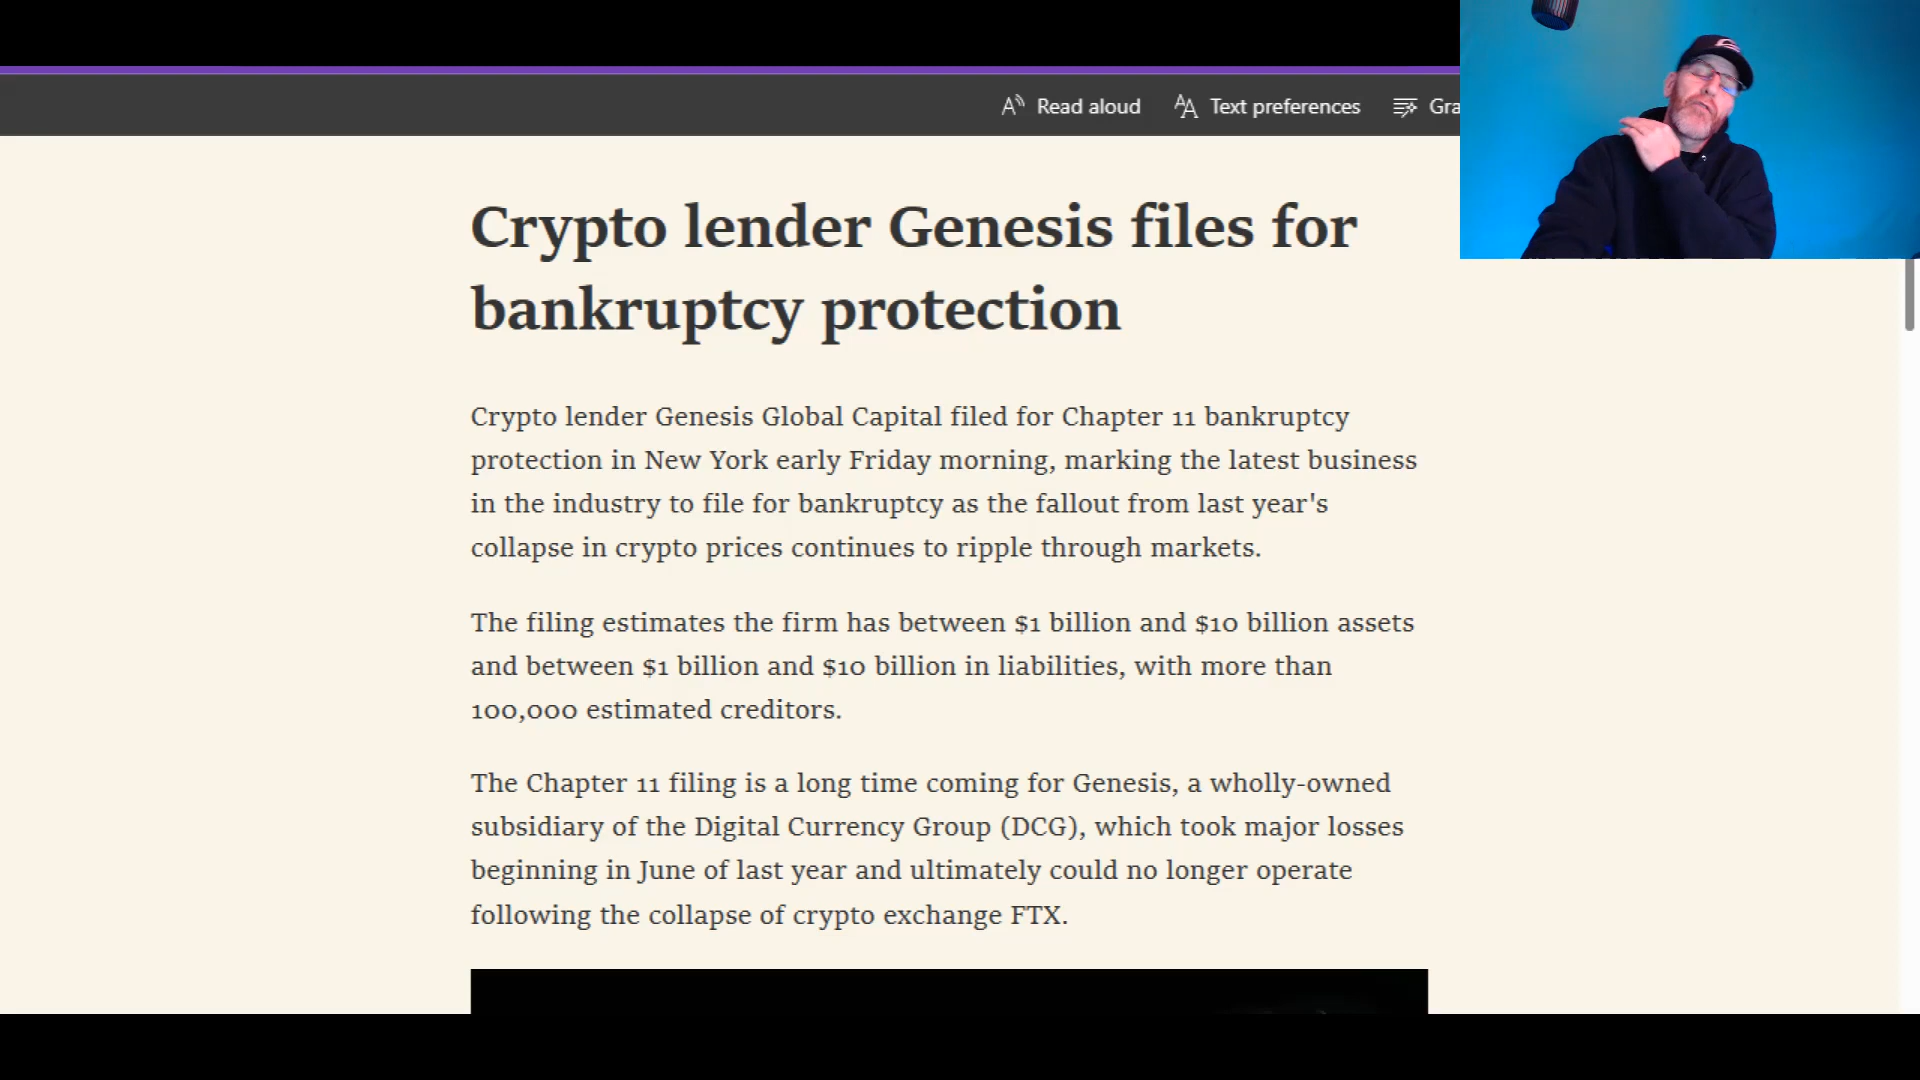 Read aloud Text preferences Gra
Crypto lender Genesis files for
bankruptcy protection
Crypto lender Genesis Global Capital filed for Chapter 11 bankruptcy
protection in New York early Friday morning, marking the latest business
in the industry to file for bankruptcy as the fallout from last year's
collapse in crypto prices continues to ripple through markets.
The filing estimates the firm has between $1 billion and $10 billion assets
and between $1 billion and $10 billion in liabilities, with more than
100,000 estimated creditors.
The Chapter 11 filing is a long time coming for Genesis, a wholly-owned
subsidiary of the Digital Currency Group (DCG), which took major losses
beginning in June of last year and ultimately could no longer operate
following the collapse of crypto exchange FTX.